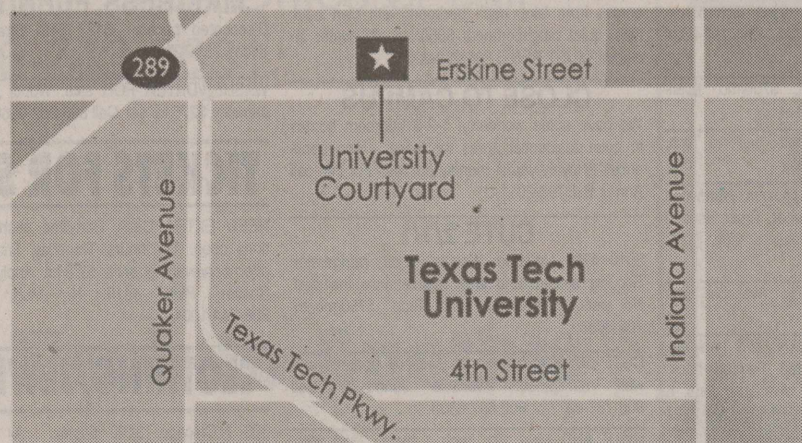 289
Erskine Street
University
Courtyard
Quaker Avenue
Indiana Avenue
Texas Tech
University
Texas Tech Pkwy.
4th Street